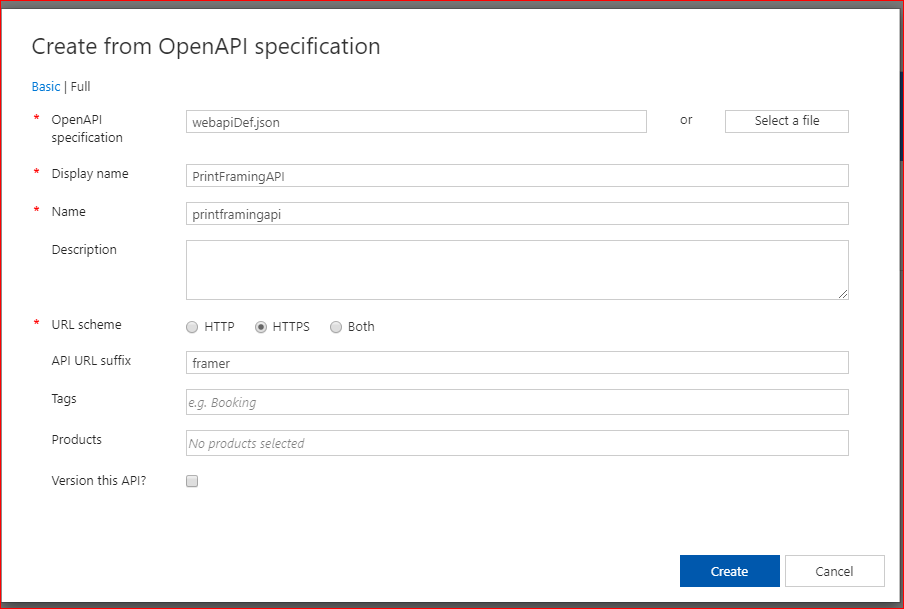 Create from OpenAPI specification
Basic | Full
* OpenAPI specification webapiDef.json or Select a file
* Display name PrintFramingAPI
* Name printframingapi
Description
* URL scheme HTTP HTTPS Both
API URL suffix framer
Tags e.g. Booking
Products No products selected
Version this API?
Create Cancel